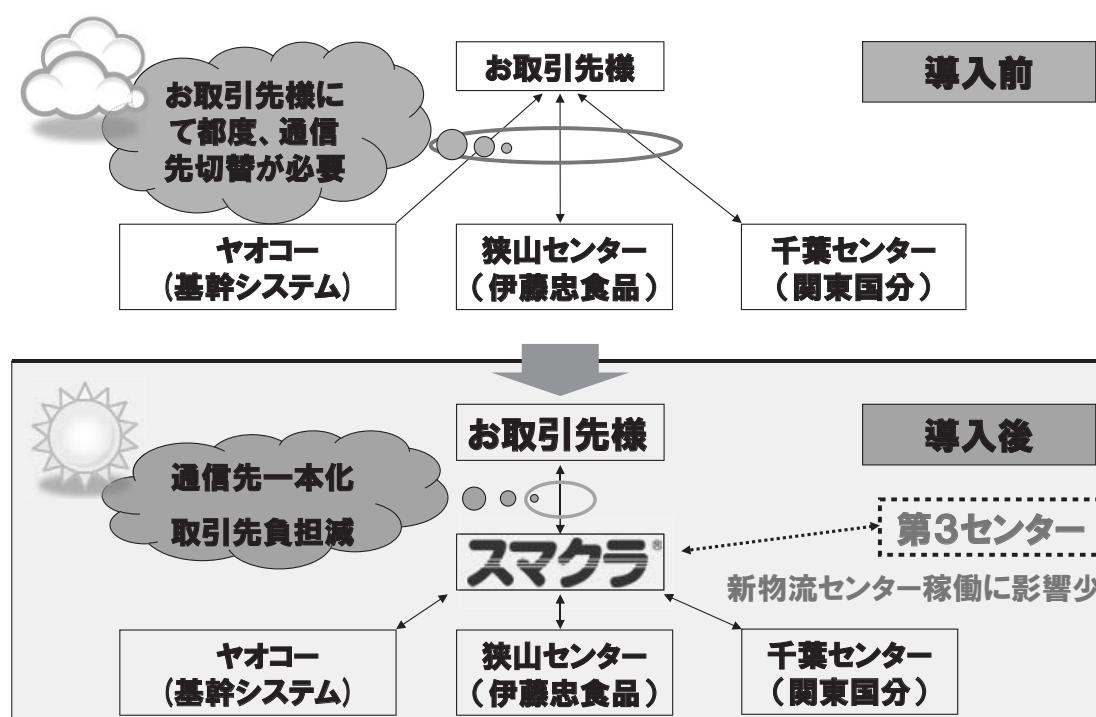 お取引先様
導入前
お取引先様に
て都度、通信
先切替が必要
ヤオコー
(基幹システム)
狭山センター
(伊藤忠食品)
千葉センター
(関東国分)
お取引先様
導入後
通信先一本化
取引先負担減
第3センター
スマクラ®
新物流センター稼働に影響少
ヤオコー
(基幹システム)
狭山センター
(伊藤忠食品)
千葉センター
(関東国分)